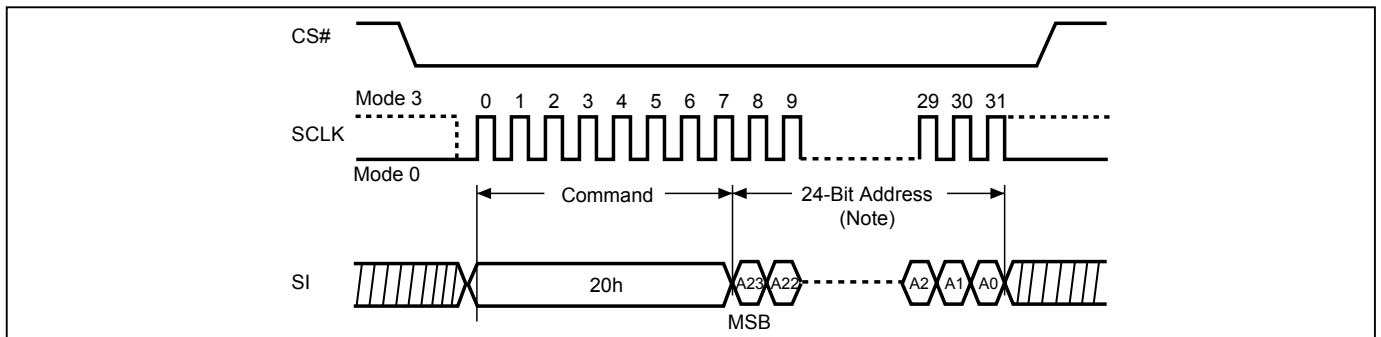 CS#
Mode 3
0 1 2 3 4 5 6 7 8 9 29 30 31
SCLK
Mode 0
Command
24-Bit Address
(Note)
SI
20h
A23 A22 A2 A1 A0
MSB